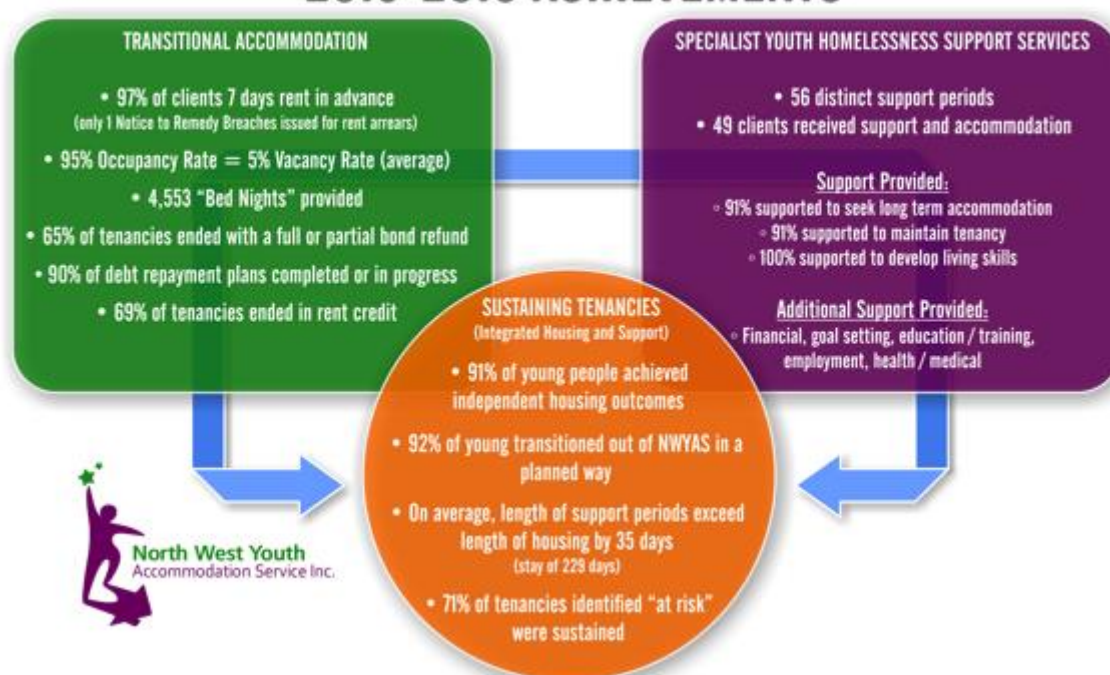 TRANSITIONAL ACCOMMODATION
• 97% of clients 7 days rent in advance
(only 1 Notice to Remedy Breaches issued for rent arrears)
• 95% Occupancy Rate = 5% Vacancy Rate (average)
• 4,553 “Bed Nights” provided
• 65% of tenancies ended with a full or partial bond refund
• 90% of debt repayment plans completed or in progress
• 69% of tenancies ended in rent credit
SPECIALIST YOUTH HOMELESSNESS SUPPORT SERVICES
• 56 distinct support periods
• 49 clients received support and accommodation
Support Provided:
◦ 91% supported to seek long term accommodation
◦ 91% supported to maintain tenancy
◦ 100% supported to develop living skills
Additional Support Provided:
◦ Financial, goal setting, education / training,
employment, health / medical
SUSTAINING TENANCIES
(Integrated Housing and Support)
• 91% of young people achieved
independent housing outcomes
• 92% of young transitioned out of NWYAS in a
planned way
• On average, length of support periods exceed
length of housing by 35 days
(stay of 229 days)
• 71% of tenancies identified “at risk”
were sustained
North West Youth
Accommodation Service Inc.